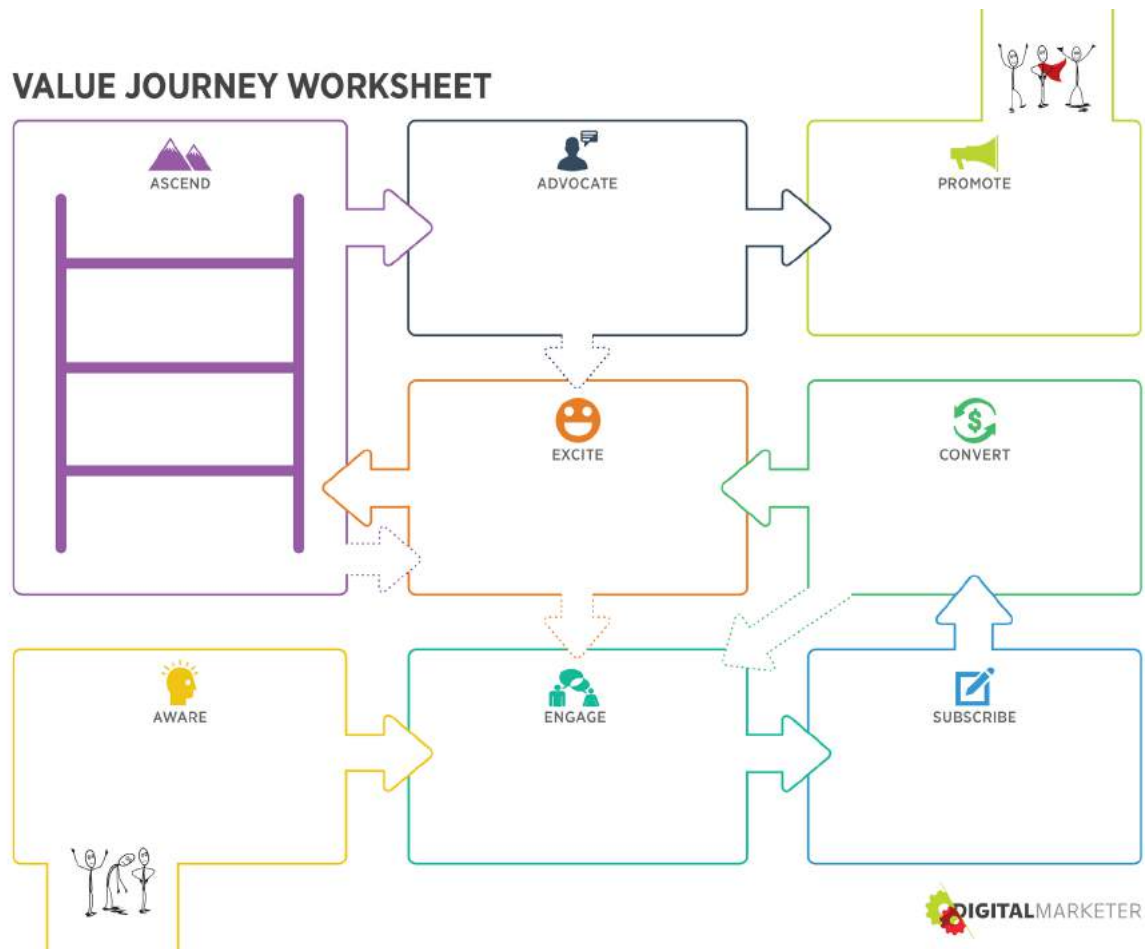 VALUE JOURNEY WORKSHEET
ASCEND
ADVOCATE
PROMOTE
EXCITE
CONVERT
AWARE
ENGAGE
SUBSCRIBE
DIGITALMARKETER